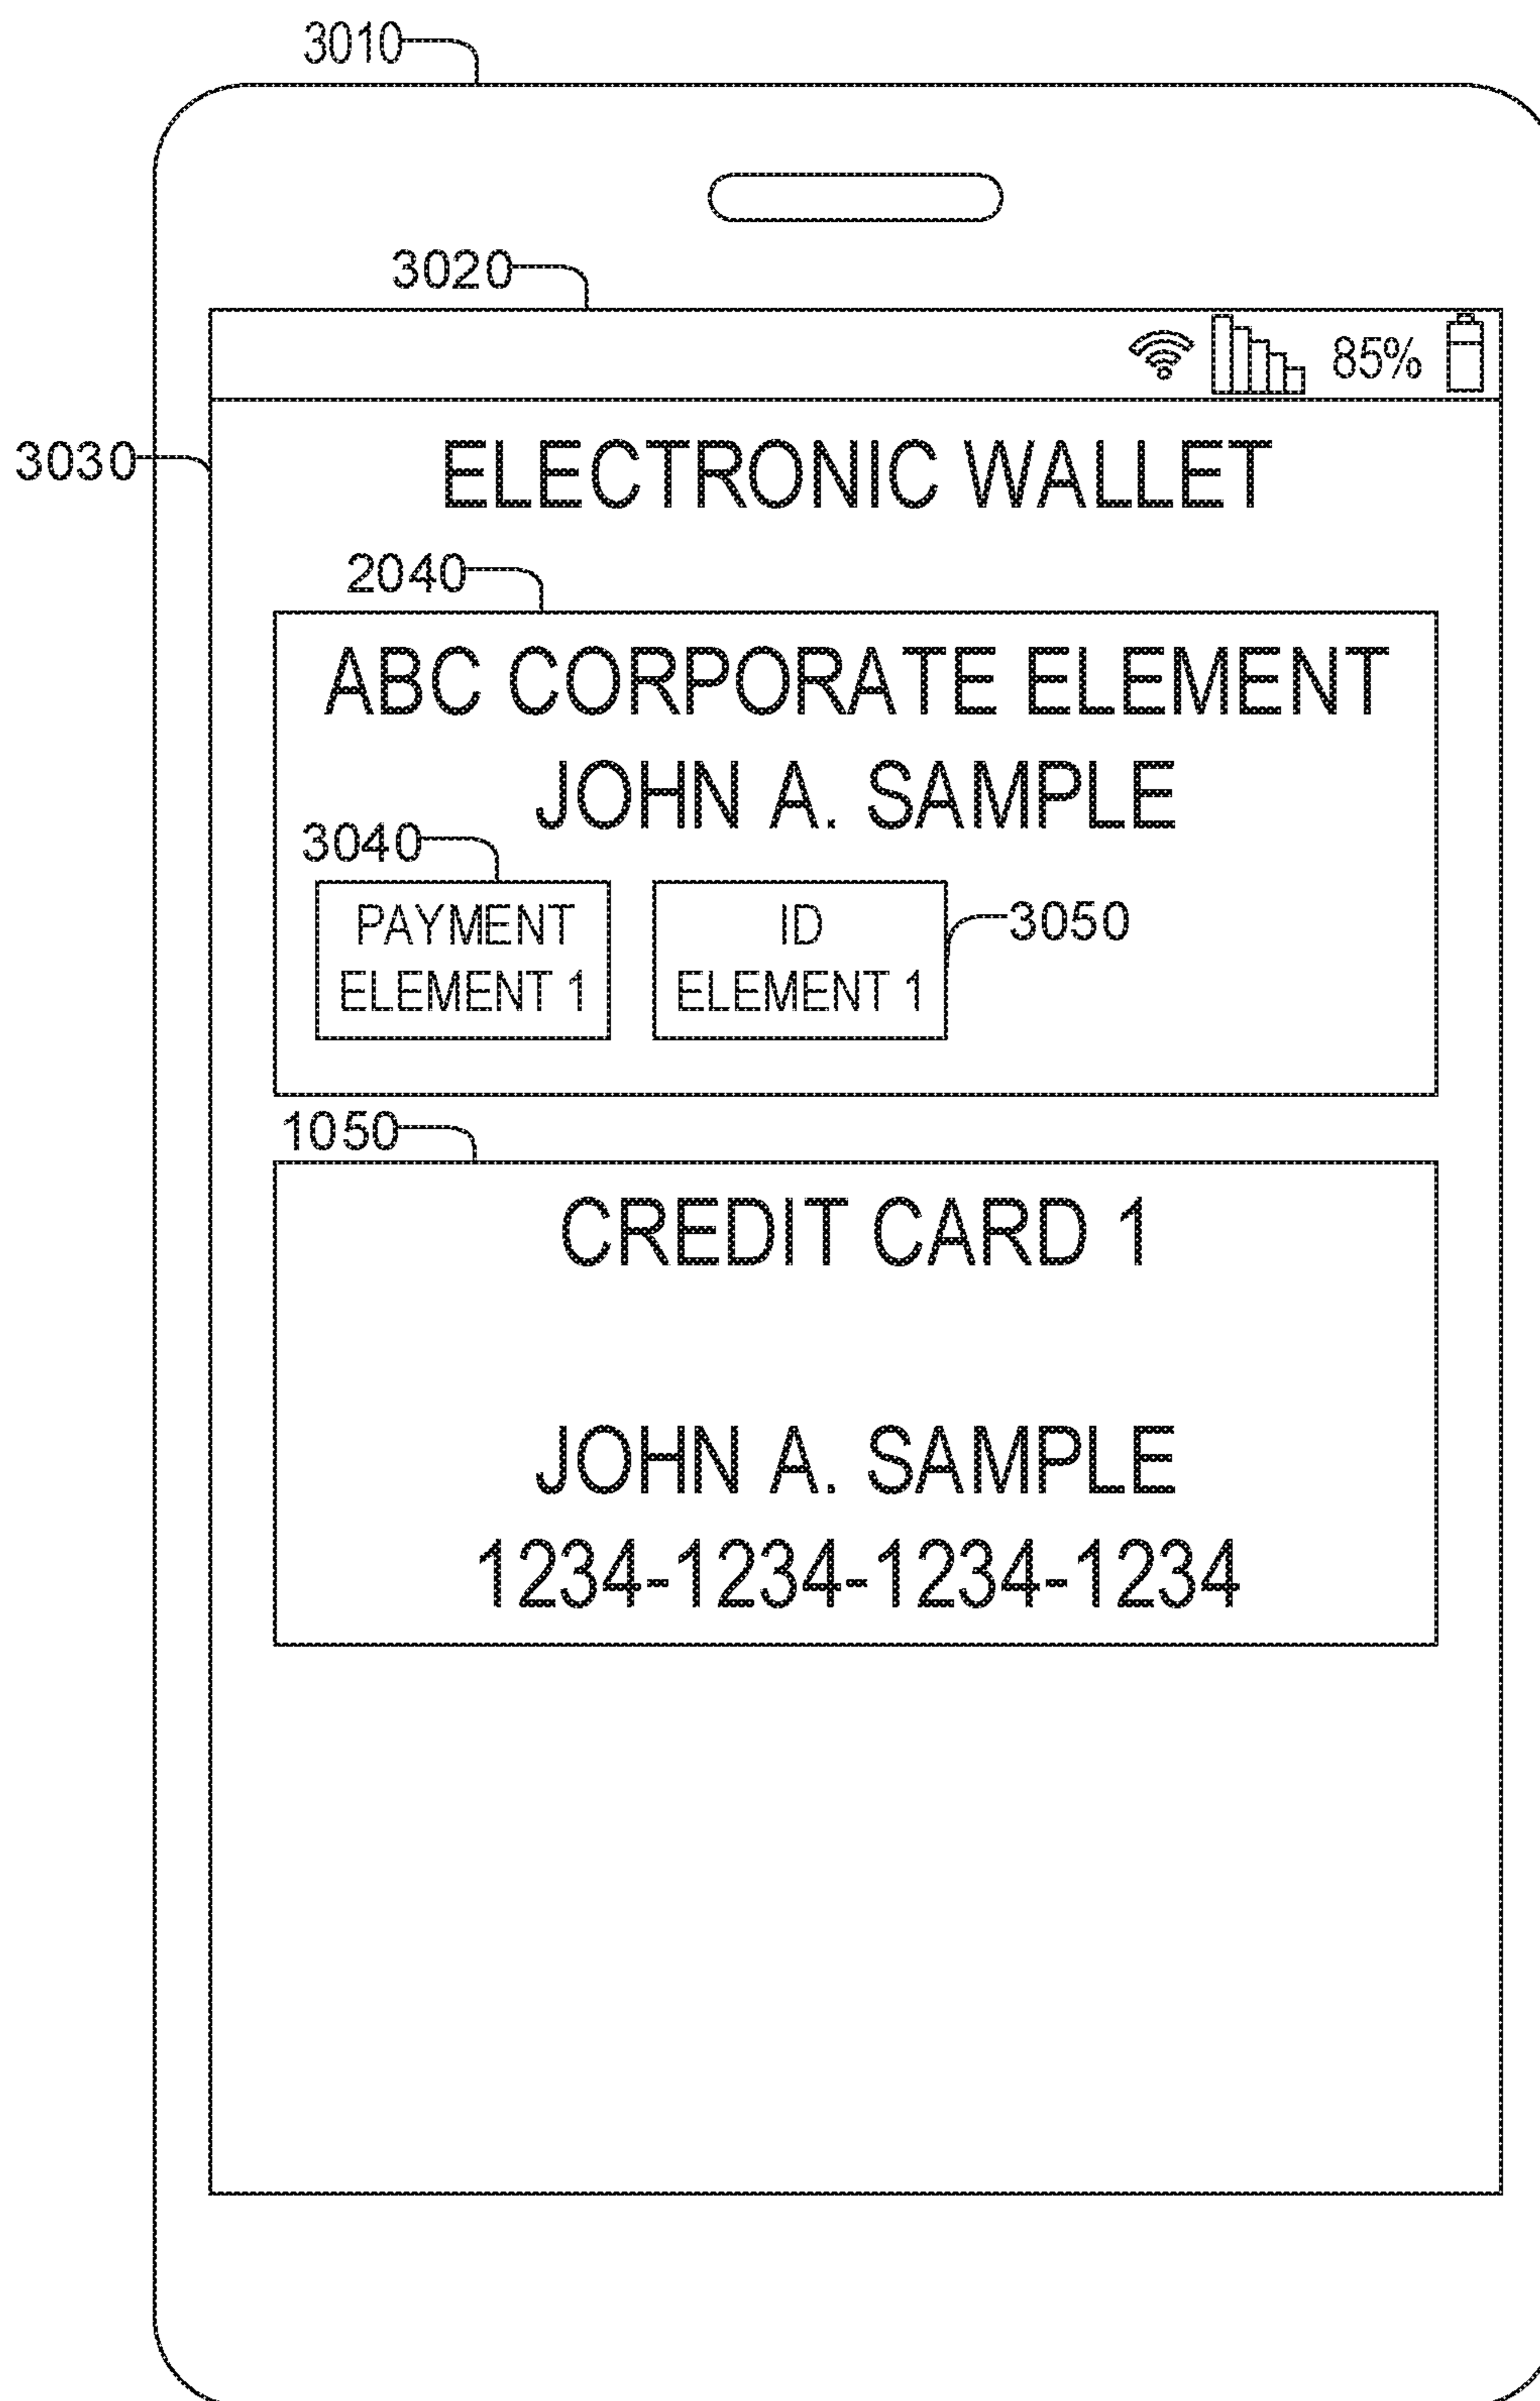 3010
3020
85%
3030
ELECTRONIC WALLET
2040
ABC CORPORATE ELEMENT
JOHN A. SAMPLE
3040
PAYMENT
ELEMENT 1
ID
ELEMENT 1
3050
1050
CREDIT CARD 1
JOHN A. SAMPLE
1234-1234-1234-1234